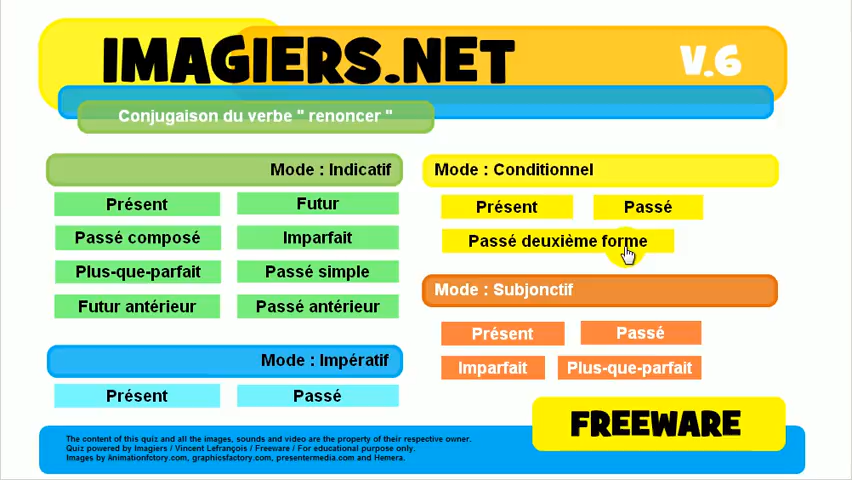 IMAGIERS.NET
V.6
Conjugaison du verbe " renoncer "
Mode : Indicatif
Présent
Futur
Passé composé
Imparfait
Plus-que-parfait
Passé simple
Futur antérieur
Passé antérieur
Mode : Impératif
Présent
Passé
Mode : Conditionnel
Présent
Passé
Passé deuxième forme
Mode : Subjonctif
Présent
Passé
Imparfait
Plus-que-parfait
FREEWARE
The content of this quiz and all the images, sounds and video are the property of their respective owner.
Quiz powered by Imagiers / Vincent Lefrançois / Freeware / For educational purpose only.
Images by Animationfctory.com, graphicsfactory.com, presentermedia.com and Hemera.